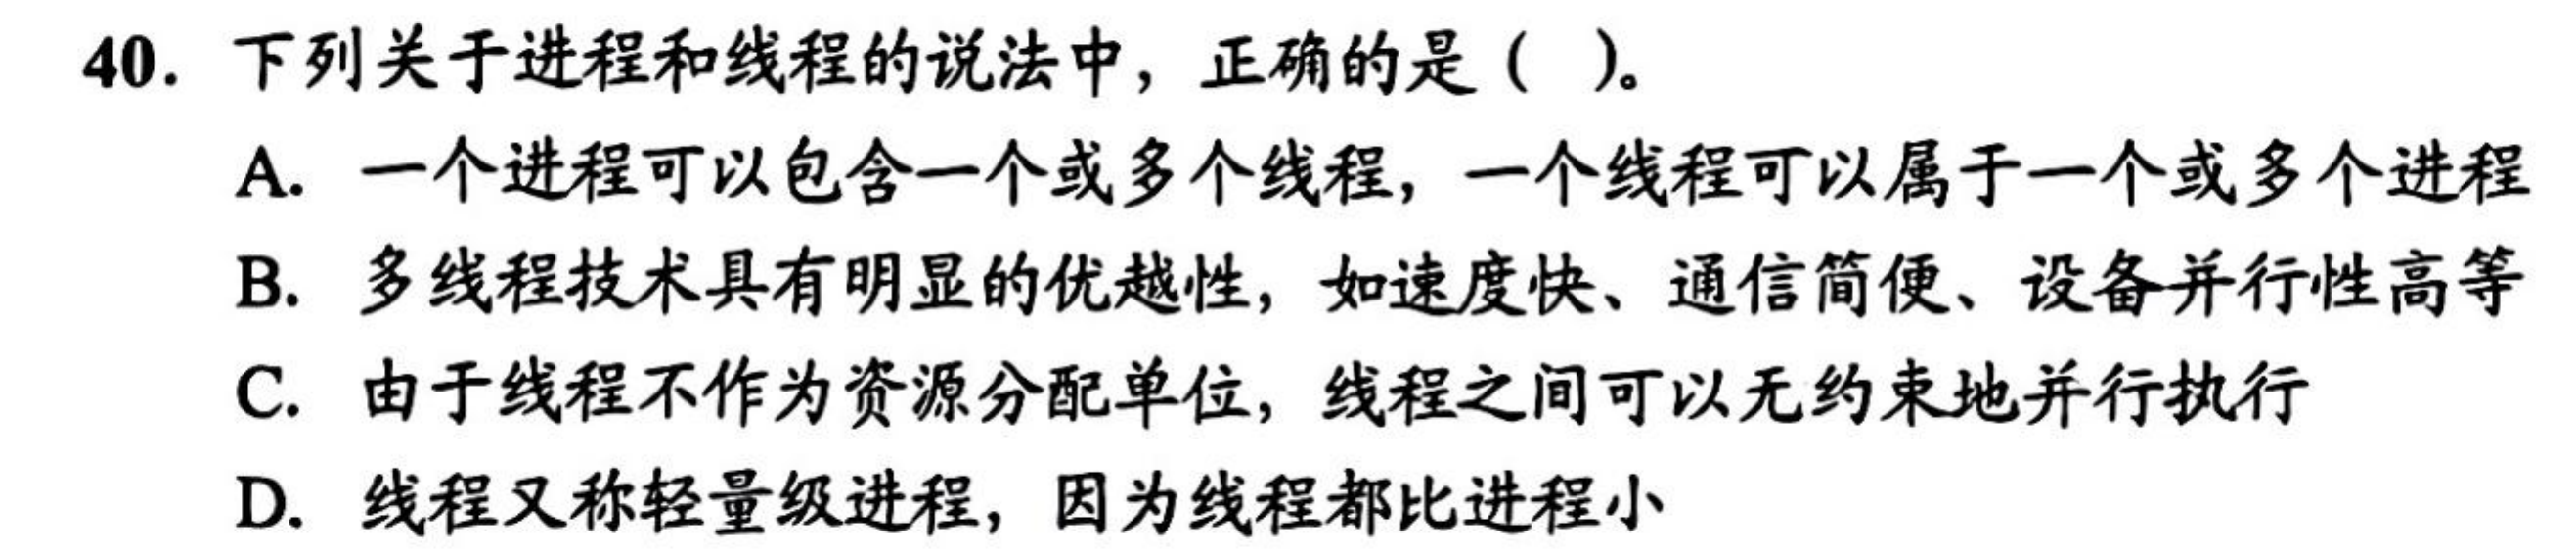 40. 下列关于进程和线程的说法中，正确的是（ ）。
A. 一个进程可以包含一个或多个线程，一个线程可以属于一个或多个进程
B. 多线程技术具有明显的优越性，如速度快、通信简便、设备并行性高等
C. 由于线程不作为资源分配单位，线程之间可以无约束地并行执行
D. 线程又称轻量级进程，因为线程都比进程小